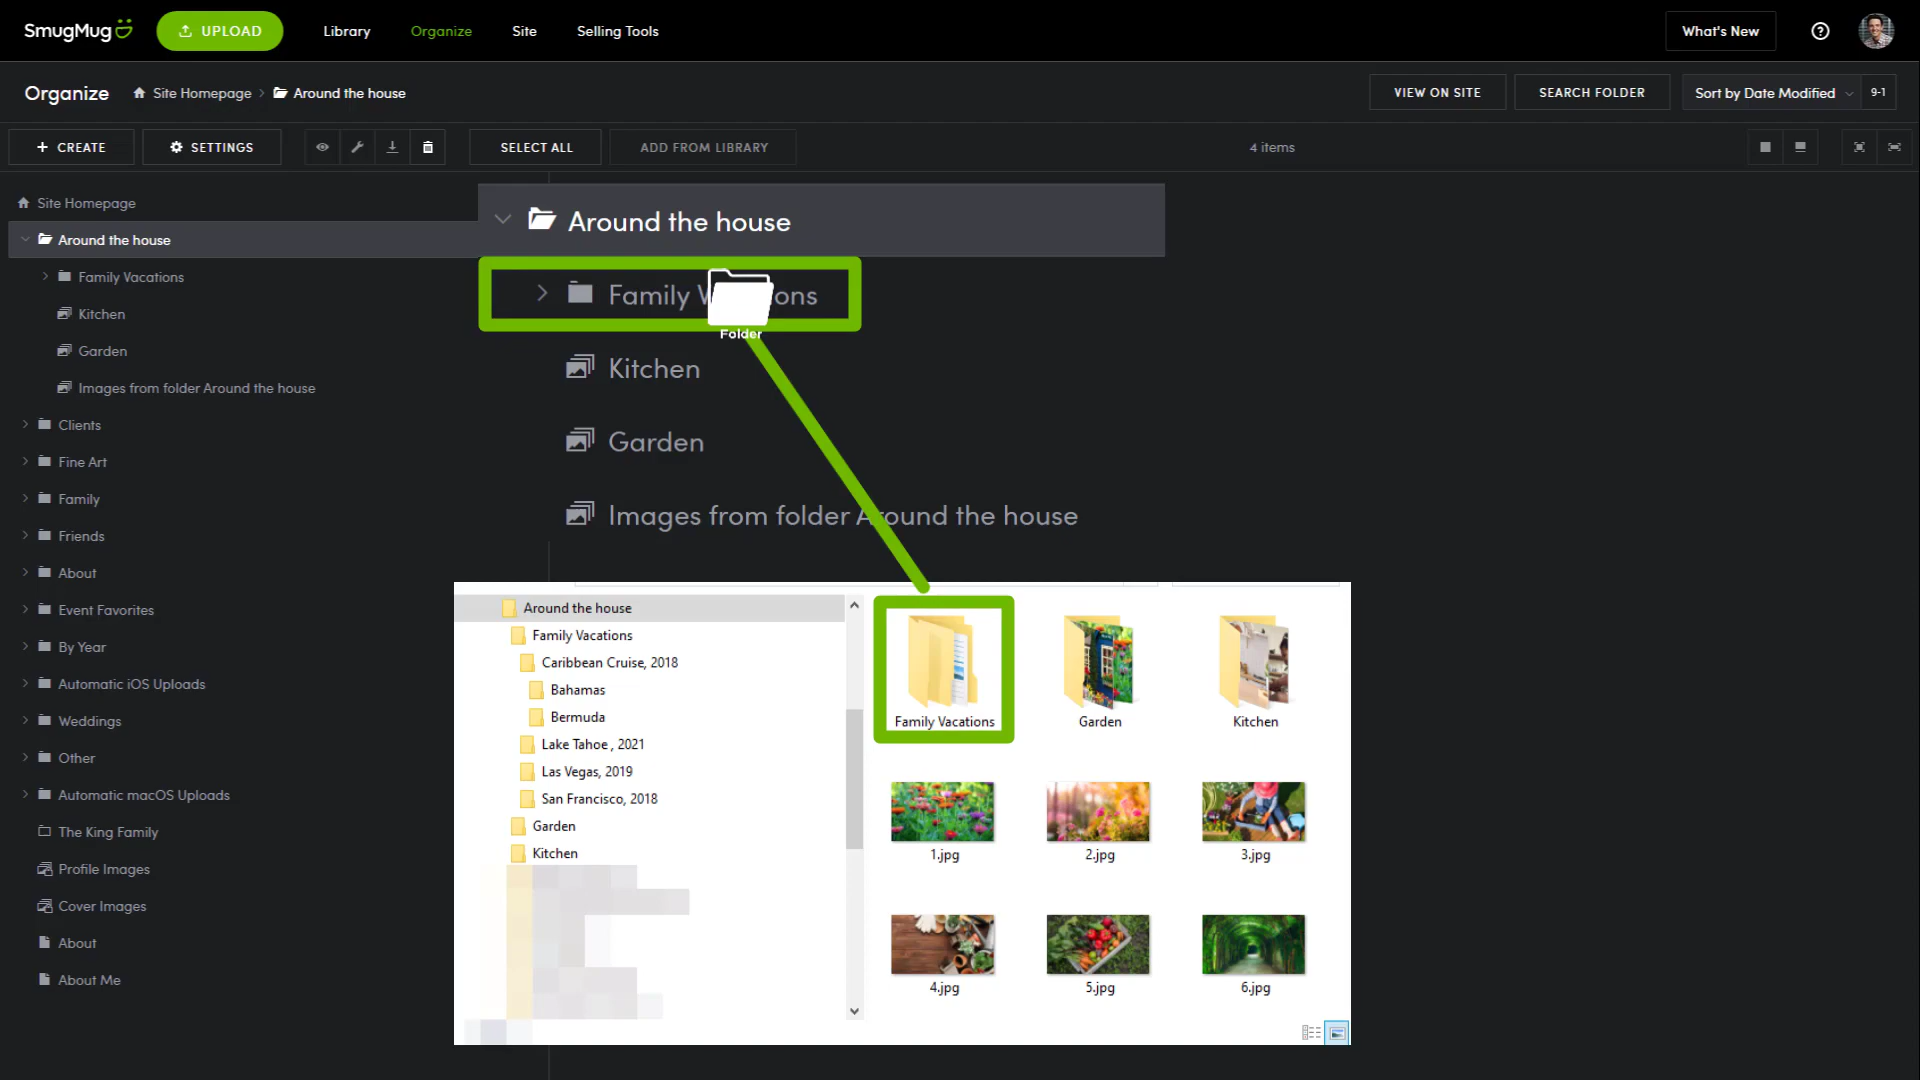 SmugMug
UPLOAD
Library
Organize
Site
Selling Tools
What's New
Organize
Site Homepage
Around the house
VIEW ON SITE
SEARCH FOLDER
Sort by Date Modified
9-1
CREATE
SETTINGS
SELECT ALL
ADD FROM LIBRARY
4 items
Site Homepage
Around the house
Family Vacations
Kitchen
Garden
Images from folder Around the house
Clients
Fine Art
Family
Friends
About
Event Favorites
By Year
Automatic iOS Uploads
Weddings
Other
Automatic macOS Uploads
The King Family
Profile Images
Cover Images
About
About Me
Around the house
Family V ons
Folder
Kitchen
Garden
Images from folder Around the house
Around the house
Family Vacations
Caribbean Cruise, 2018
Bahamas
Bermuda
Lake Tahoe , 2021
Las Vegas, 2019
San Francisco, 2018
Garden
Kitchen
Family Vacations
Garden
Kitchen
1.jpg
2.jpg
3.jpg
4.jpg
5.jpg
6.jpg